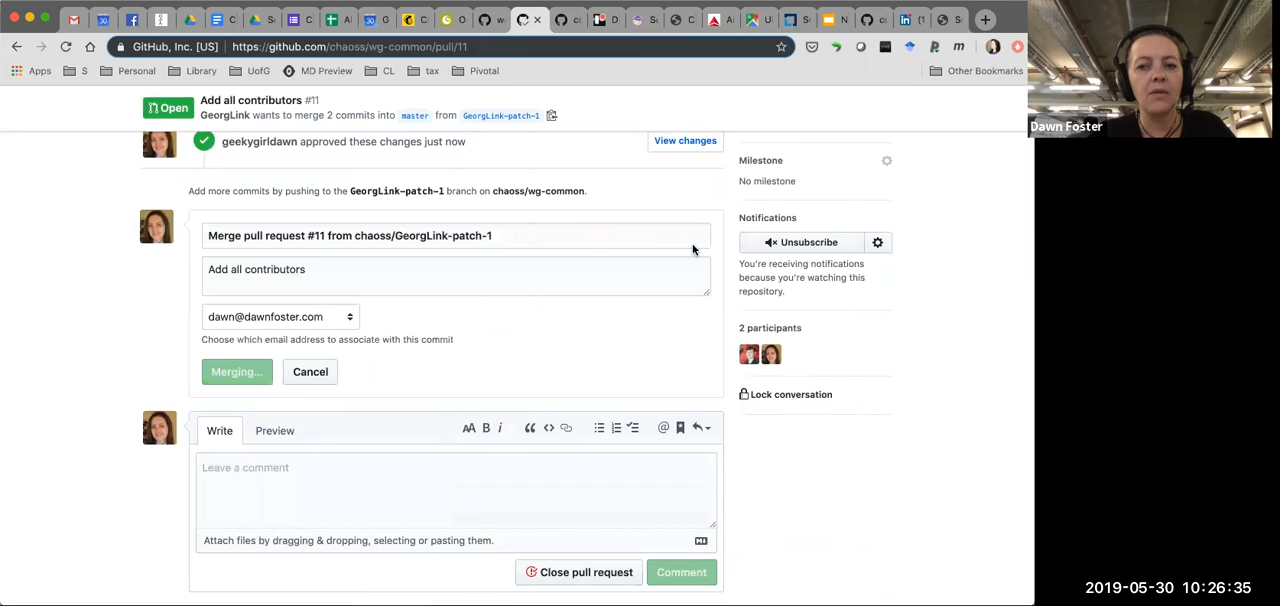 GitHub, Inc. [US] | https://github.com/chaoss/wg-common/pull/11
Apps S Personal Library UofG MD Preview CL tax Pivotal Other Bookmarks
Open
Add all contributors #11
GeorgLink wants to merge 2 commits into master from GeorgLink-patch-1
geekygirldawn approved these changes just now
View changes
Add more commits by pushing to the GeorgLink-patch-1 branch on chaoss/wg-common.
Merge pull request #11 from chaoss/GeorgLink-patch-1
Add all contributors
dawn@dawnfoster.com
Choose which email address to associate with this commit
Merging... Cancel
Write Preview
Leave a comment
Attach files by dragging & dropping, selecting or pasting them.
Close pull request Comment
Milestone
No milestone
Notifications
Unsubscribe
You're receiving notifications
because you're watching this
repository.
2 participants
Lock conversation
Dawn Foster
2019-05-30 10:26:35